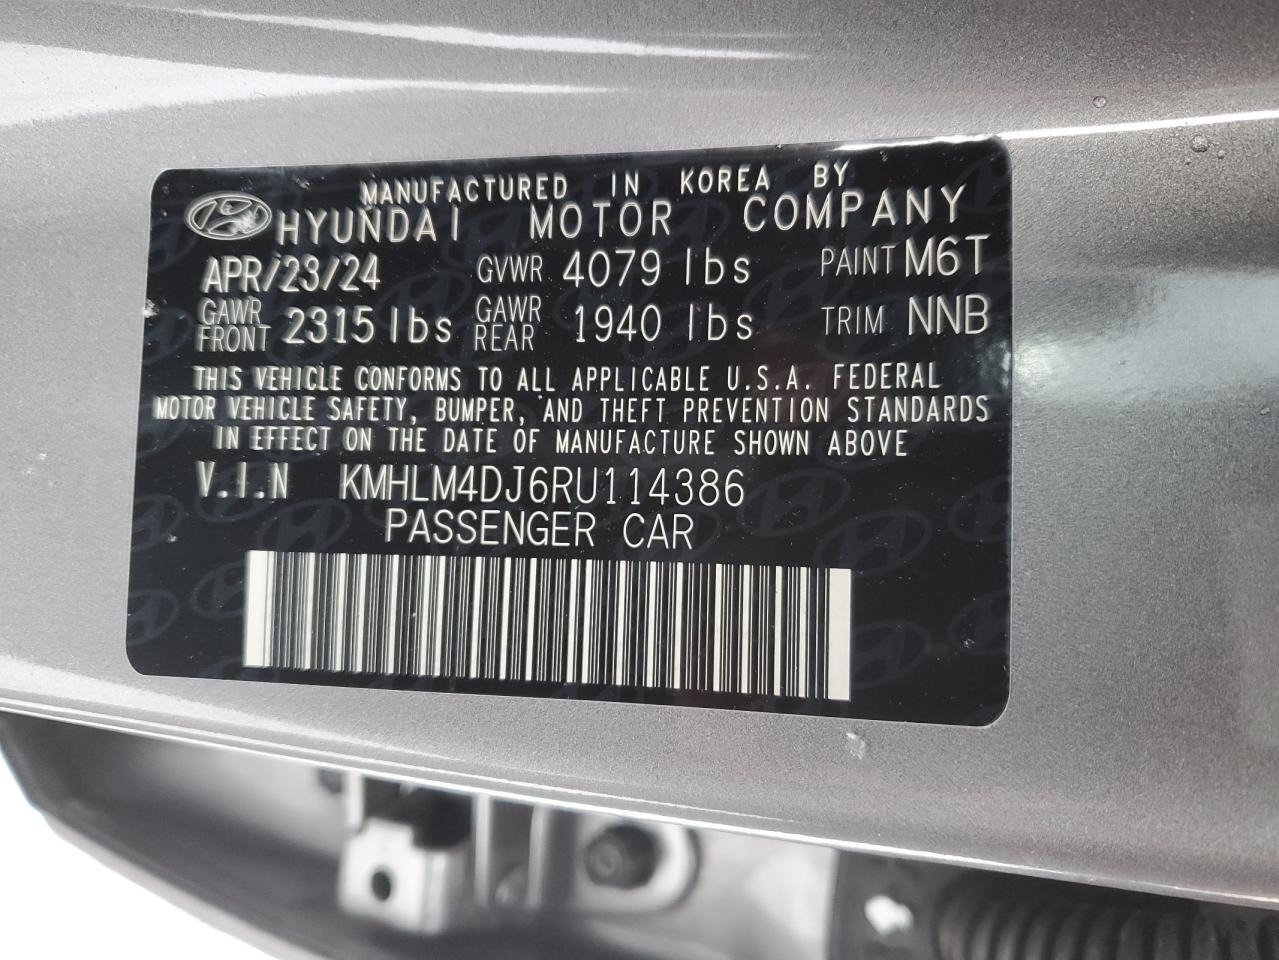 MANUFACTURED IN KOREA BY
HYUNDAI MOTOR COMPANY
APR/23/24 GVWR 4079 lbs PAINT M6T
GAWR FRONT 2315 lbs GAWR REAR 1940 lbs TRIM NNB
THIS VEHICLE CONFORMS TO ALL APPLICABLE U.S.A. FEDERAL
MOTOR VEHICLE SAFETY, BUMPER, AND THEFT PREVENTION STANDARDS
IN EFFECT ON THE DATE OF MANUFACTURE SHOWN ABOVE
V.I.N KMHLM4DJ6RU114386
PASSENGER CAR